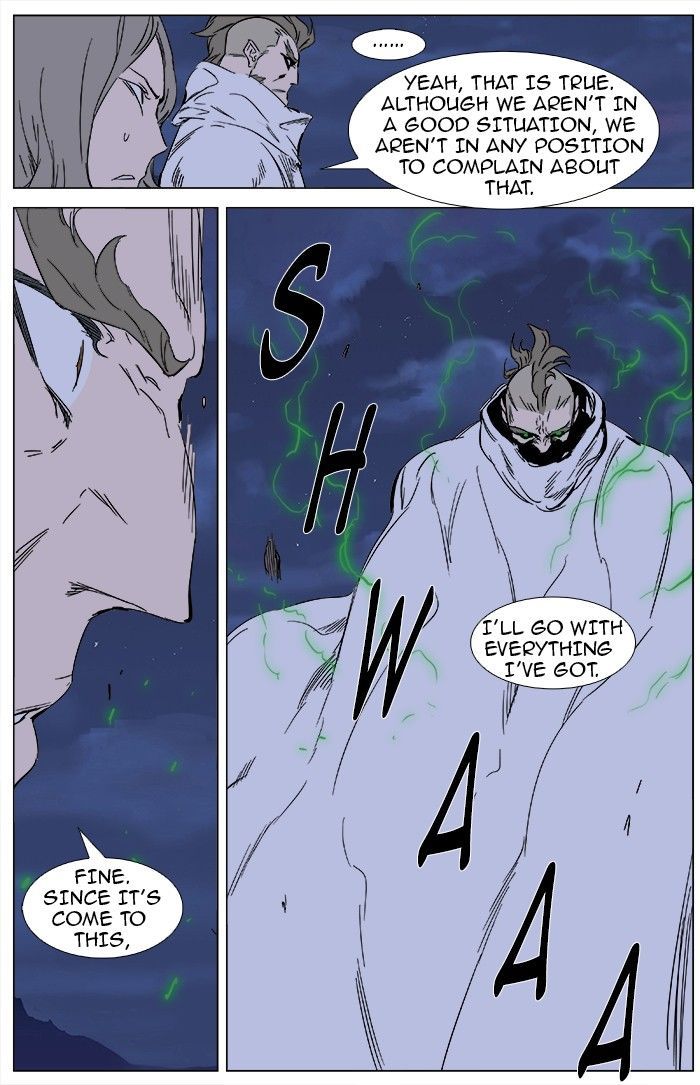 ......
YEAH, THAT IS TRUE.
ALTHOUGH WE AREN'T IN
A GOOD SITUATION, WE
AREN'T IN ANY POSITION
TO COMPLAIN ABOUT
THAT.
FINE.
SINCE IT'S
COME TO
THIS,
SHWAAA
I'LL GO WITH
EVERYTHING
I'VE GOT.